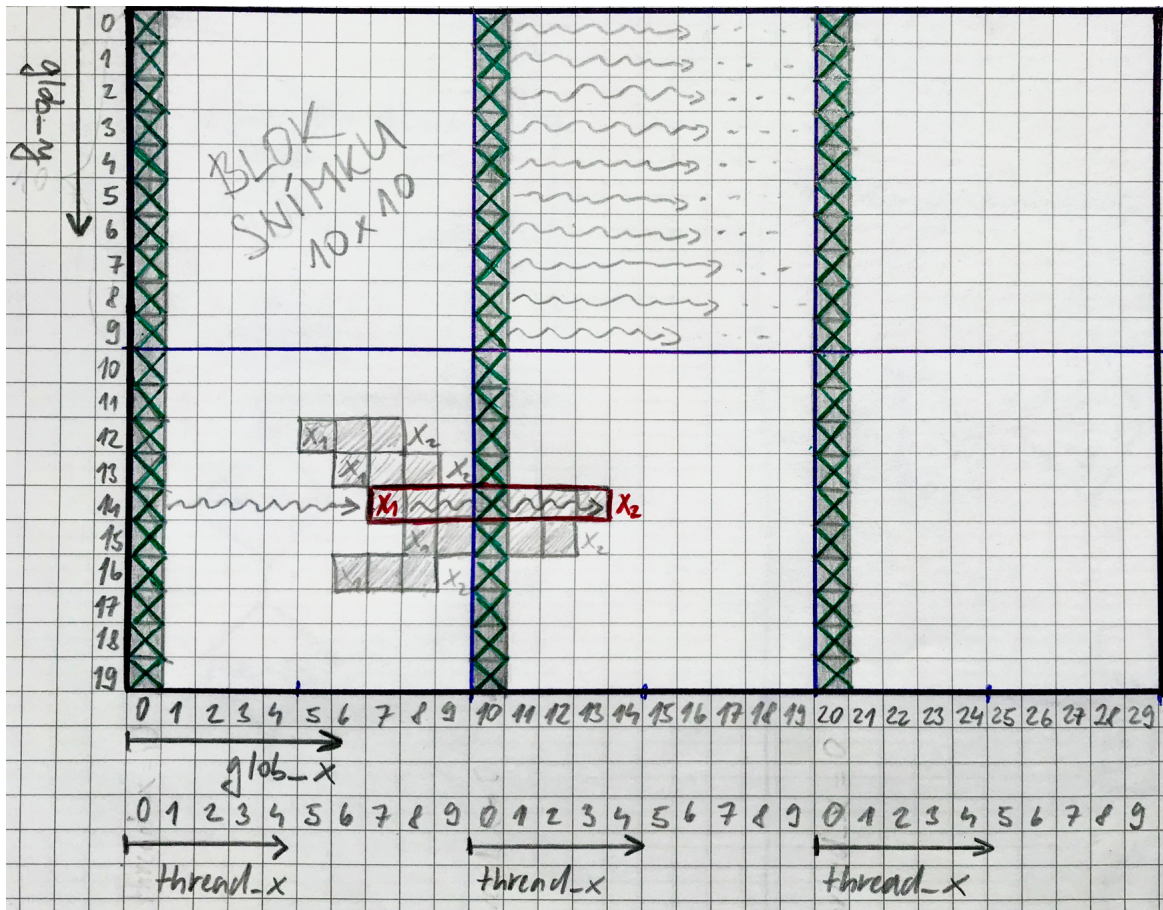 glob_y
0
1
2
3
4
5
6
7
8
9
10
11
12
13
14
15
16
17
18
19
BLOK
SNÍMKU
10x10
X₁ X₂
X₁ X₂
X₁ X₂
X₁ X₂
X₁ X₂
0 1 2 3 4 5 6 7 8 9 10 11 12 13 14 15 16 17 18 19 20 21 22 23 24 25 26 27 28 29
glob_x
0 1 2 3 4 5 6 7 8 9 0 1 2 3 4 5 6 7 8 9 0 1 2 3 4 5 6 7 8 9
thread_x thread_x thread_x